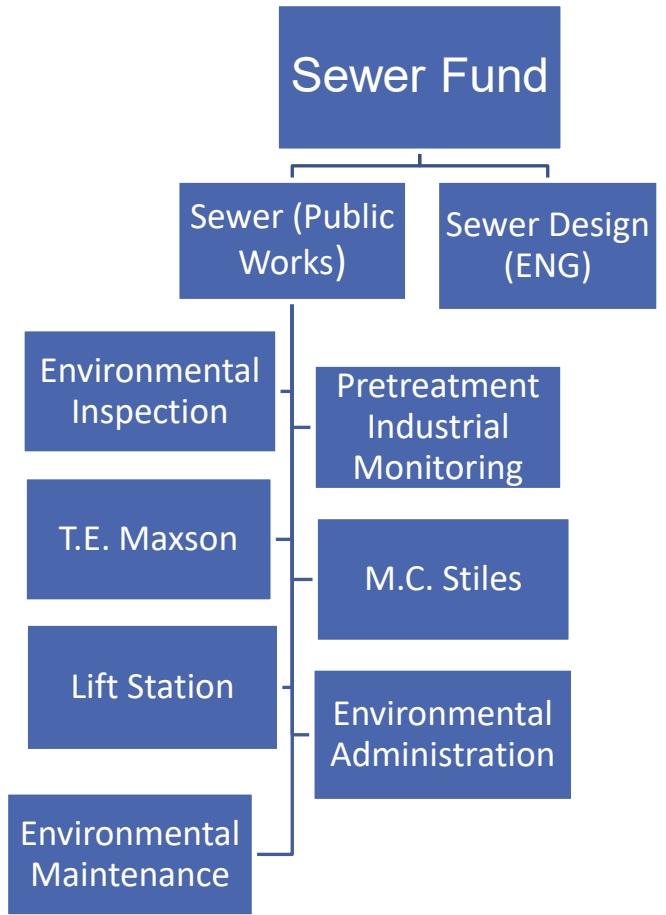 Sewer Fund
Sewer (Public
Works)
Sewer Design
(ENG)
Environmental
Inspection
Pretreatment
Industrial
Monitoring
T.E. Maxson
M.C. Stiles
Lift Station
Environmental
Administration
Environmental
Maintenance